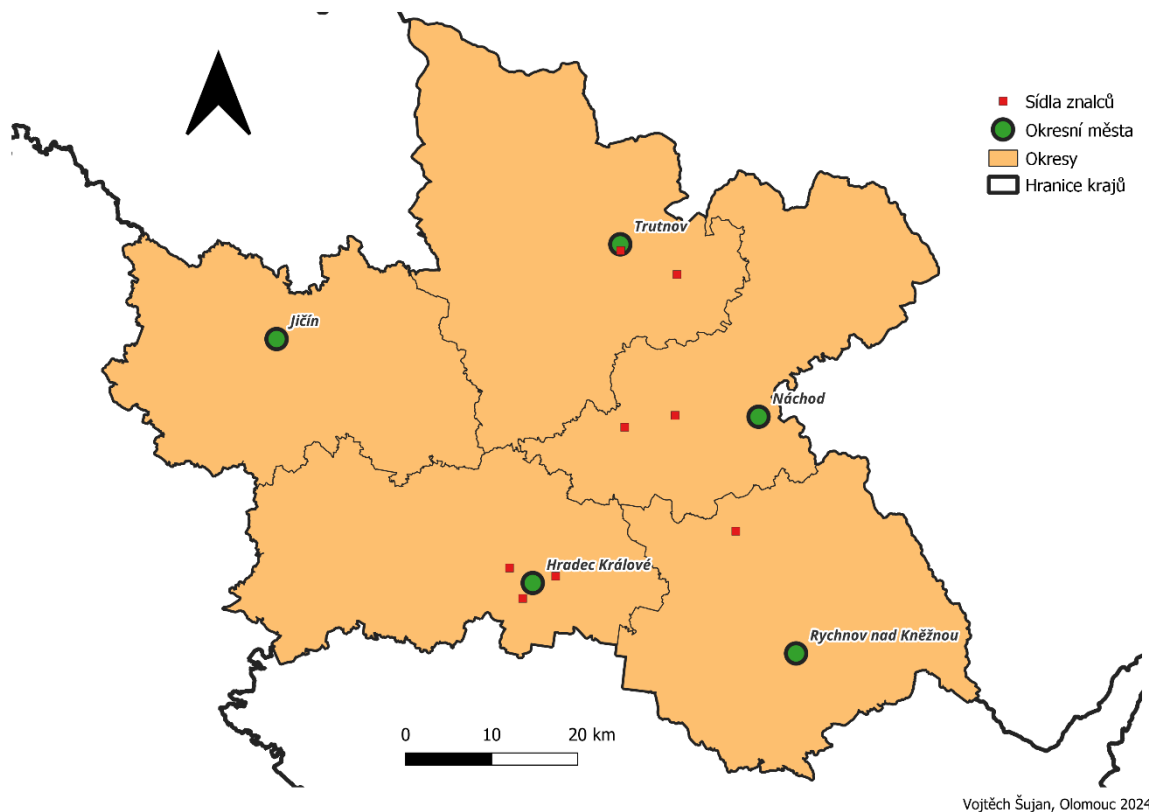 Sídla znalců
Okresní města
Okresy
Hranice krajů
Trutnov
Jičín
Náchod
Hradec Králové
Rychnov nad Kněžnou
0 10 20 km
Vojtěch Šujan, Olomouc 2024